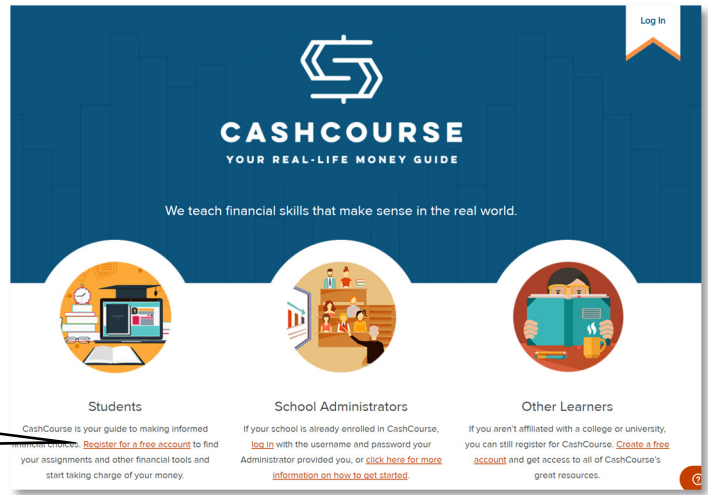 Log In
CASHCOURSE
YOUR REAL-LIFE MONEY GUIDE
We teach financial skills that make sense in the real world.
Students
CashCourse is your guide to making informed
financial choices. Register for a free account to find
your assignments and other financial tools and
start taking charge of your money.
School Administrators
If your school is already enrolled in CashCourse,
log in with the username and password your
Administrator provided you, or click here for more
information on how to get started.
Other Learners
If you aren't affiliated with a college or university,
you can still register for CashCourse. Create a free
account and get access to all of CashCourse's
great resources.
?